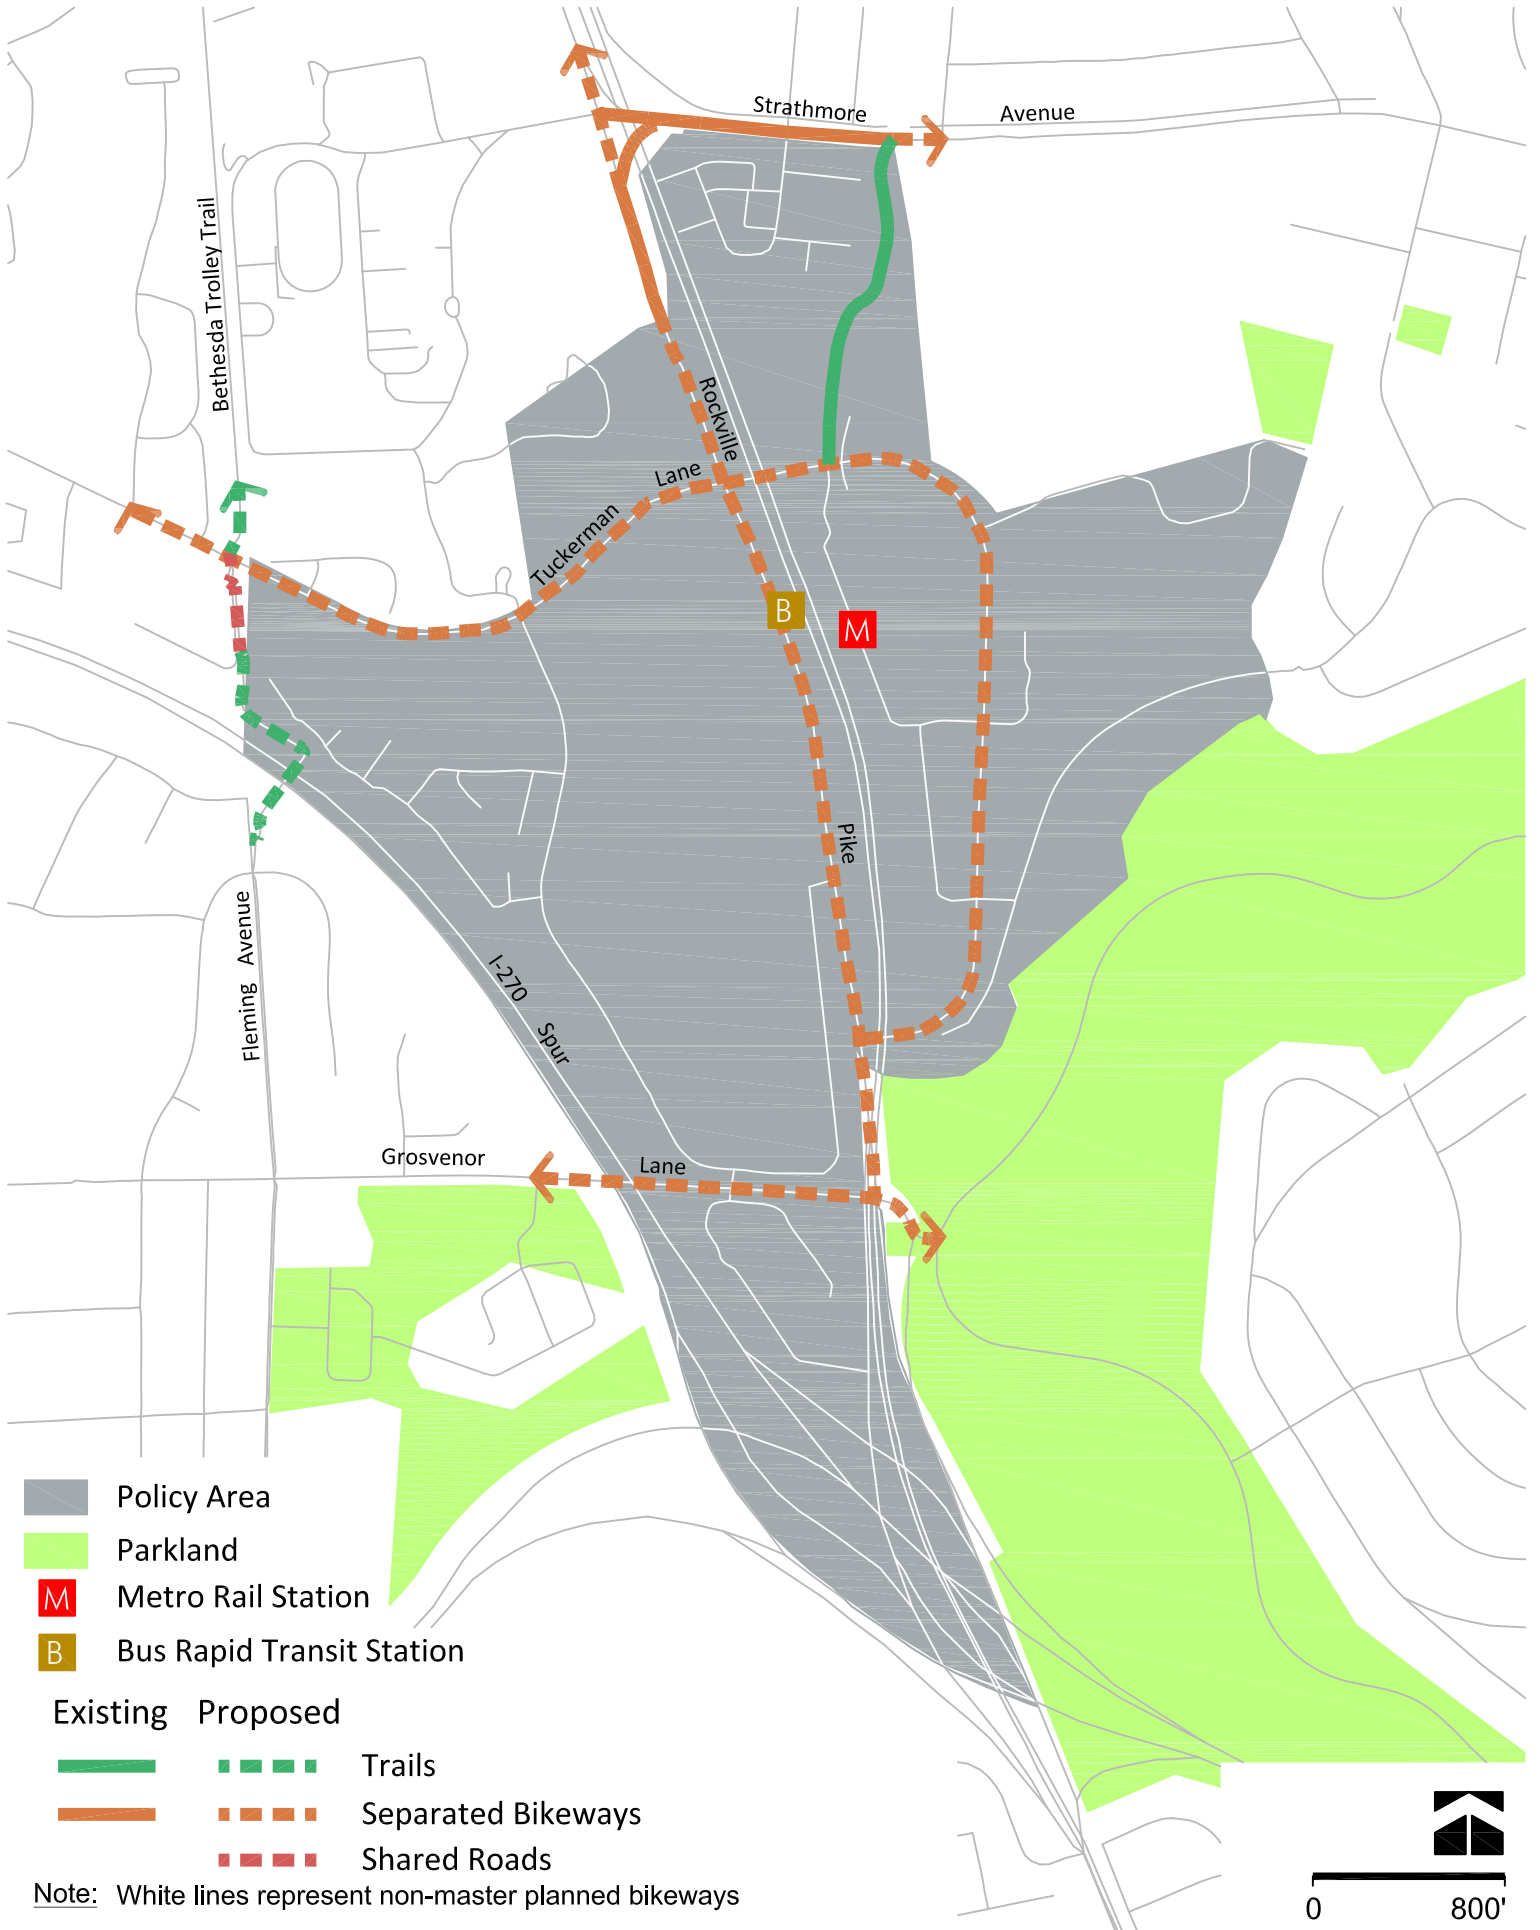 Strathmore
Avenue
Bethesda Trolley Trail
Rockville
Lane
Tuckerman
B
M
Pike
Fleming Avenue
I-270
Spur
Grosvenor
Lane
Policy Area
Parkland
M Metro Rail Station
B Bus Rapid Transit Station
Existing Proposed
Trails
Separated Bikeways
Shared Roads
Note: White lines represent non-master planned bikeways
0 800'